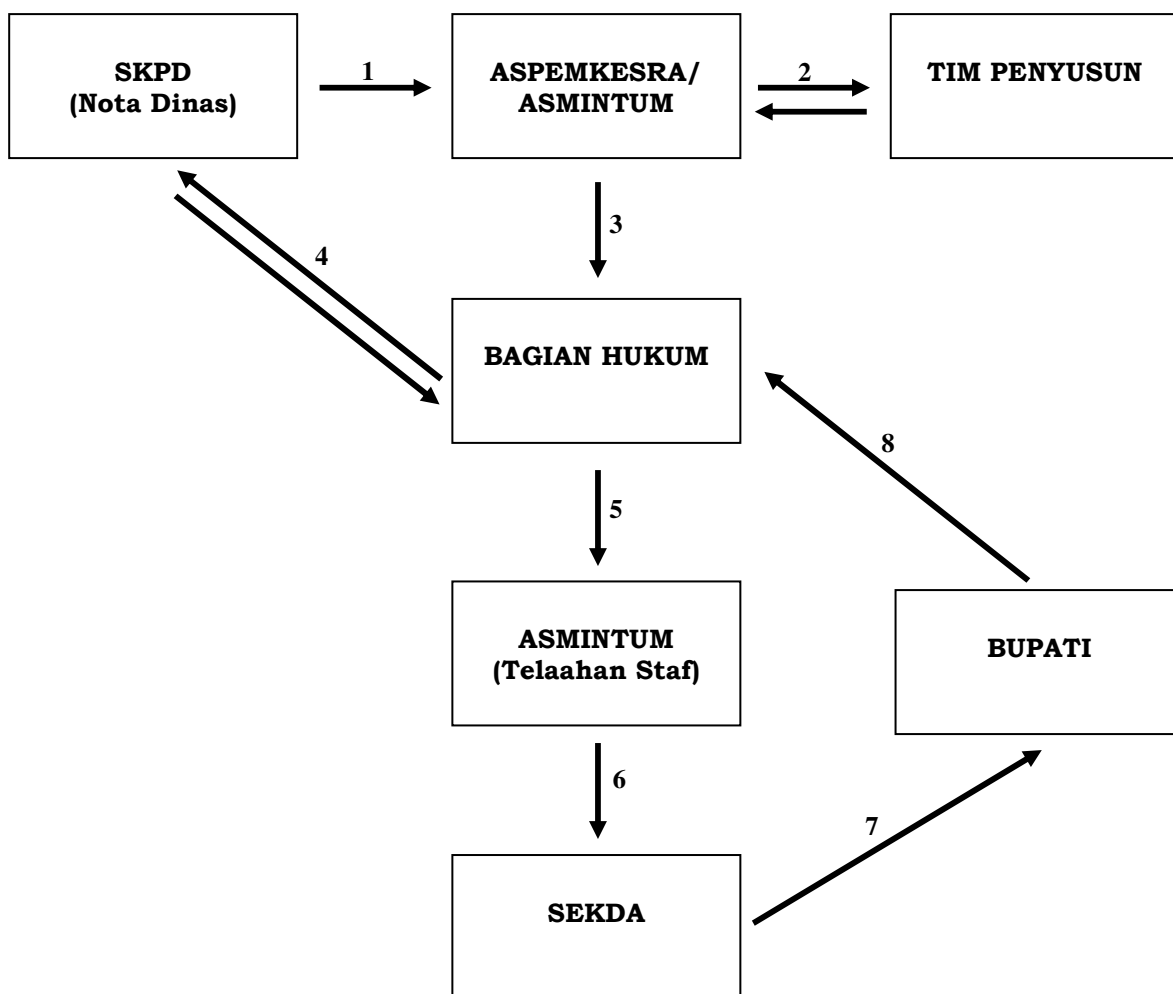 SKPD
(Nota Dinas)
1
ASPEMKESRA/
ASMINTUM
2
TIM PENYUSUN
3
4
BAGIAN HUKUM
8
5
ASMINTUM
(Telaahan Staf)
BUPATI
6
7
SEKDA